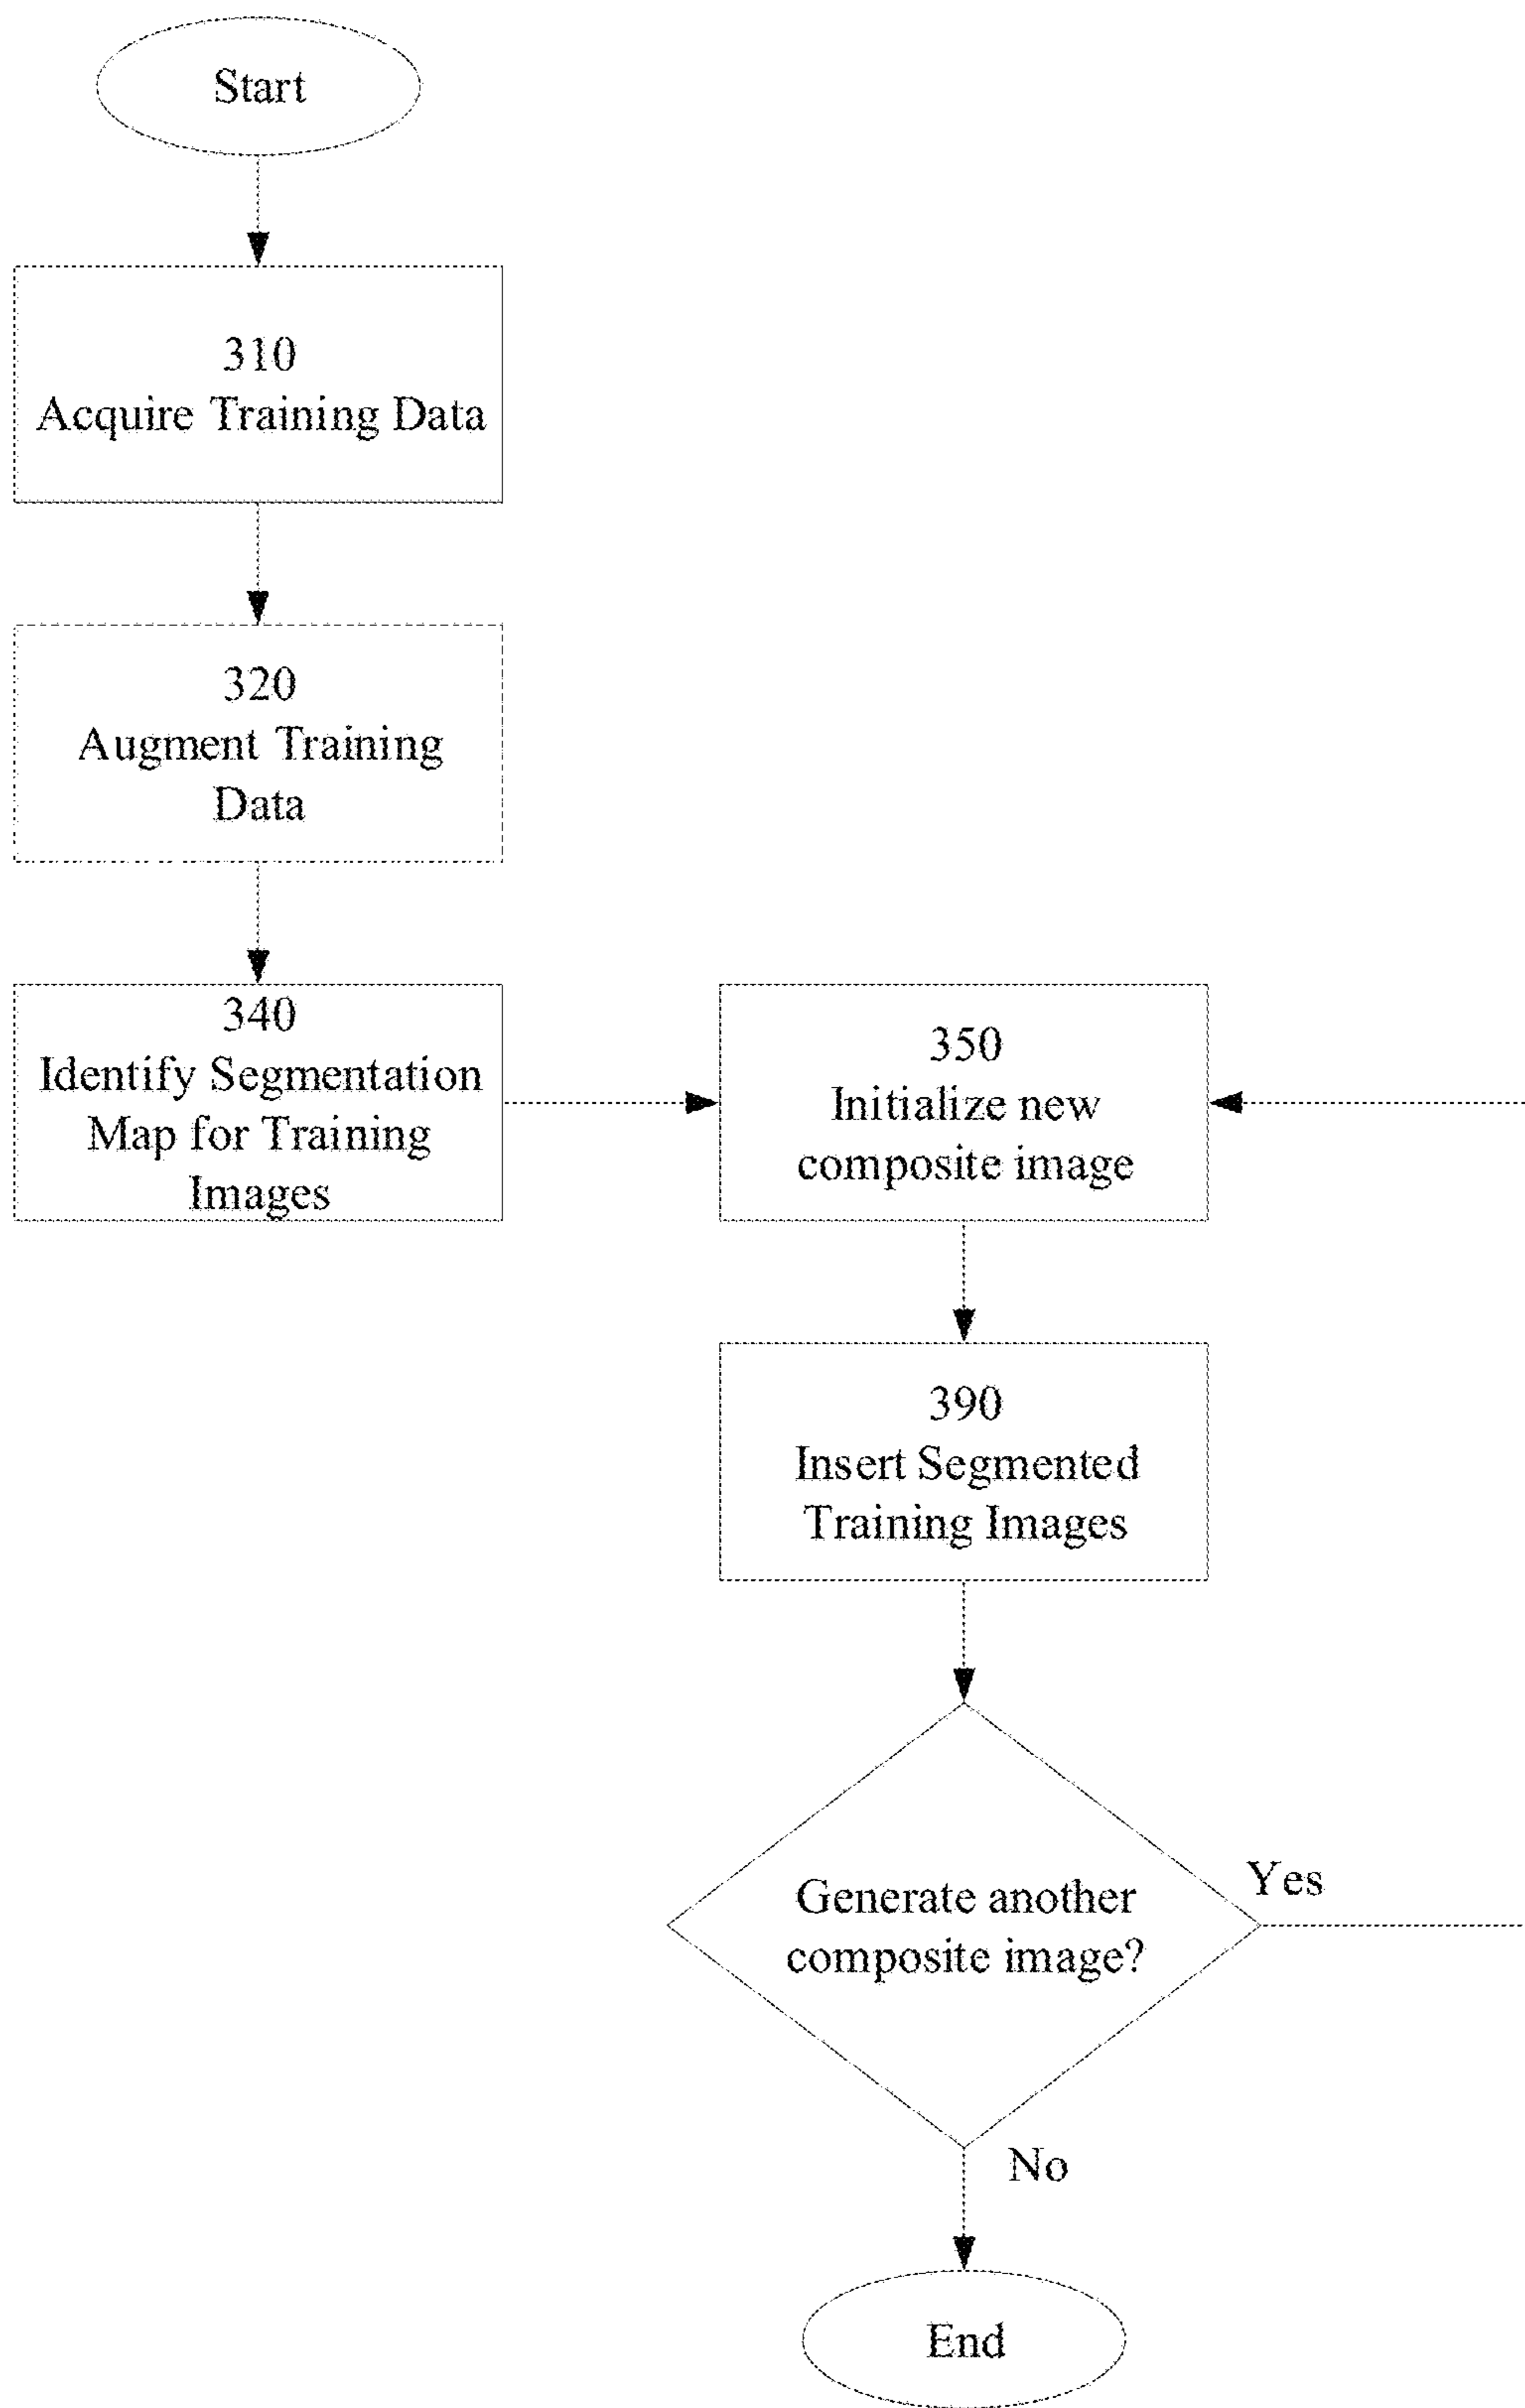 Start
310
Acquire Training Data
320
Augment Training
Data
340
Identify Segmentation
Map for Training
Images
350
Initialize new
composite image
390
Insert Segmented
Training Images
Generate another
composite image?
Yes
No
End